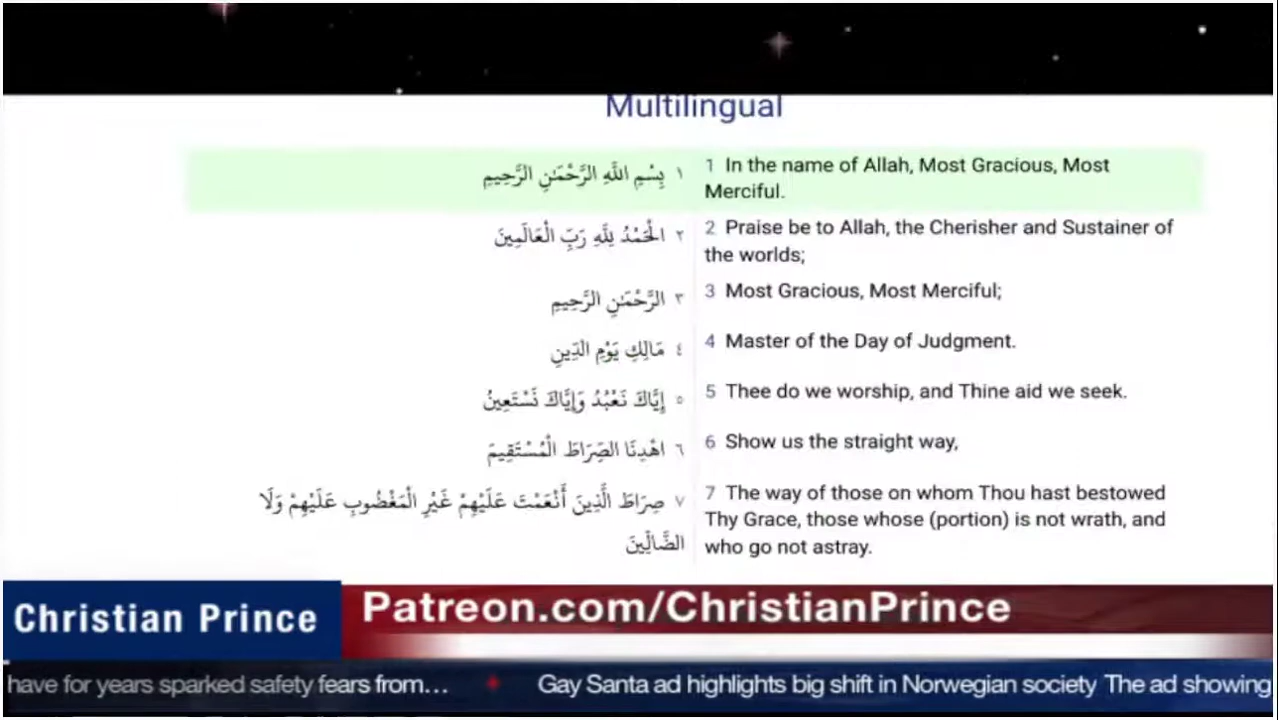 Multilingual
١ بِسْمِ اللَّهِ الرَّحْمَٰنِ الرَّحِيمِ
1 In the name of Allah, Most Gracious, Most
Merciful.
٢ الْحَمْدُ لِلَّهِ رَبِّ الْعَالَمِينَ
2 Praise be to Allah, the Cherisher and Sustainer of
the worlds;
٣ الرَّحْمَٰنِ الرَّحِيمِ
3 Most Gracious, Most Merciful;
٤ مَالِكِ يَوْمِ الدِّينِ
4 Master of the Day of Judgment.
٥ إِيَّاكَ نَعْبُدُ وَإِيَّاكَ نَسْتَعِينُ
5 Thee do we worship, and Thine aid we seek.
٦ اهْدِنَا الصِّرَاطَ الْمُسْتَقِيمَ
6 Show us the straight way,
٧ صِرَاطَ الَّذِينَ أَنْعَمْتَ عَلَيْهِمْ غَيْرِ الْمَغْضُوبِ عَلَيْهِمْ وَلَا
الضَّالِّينَ
7 The way of those on whom Thou hast bestowed
Thy Grace, those whose (portion) is not wrath, and
who go not astray.
Christian Prince
Patreon.com/ChristianPrince
have for years sparked safety fears from... Gay Santa ad highlights big shift in Norwegian society The ad showing